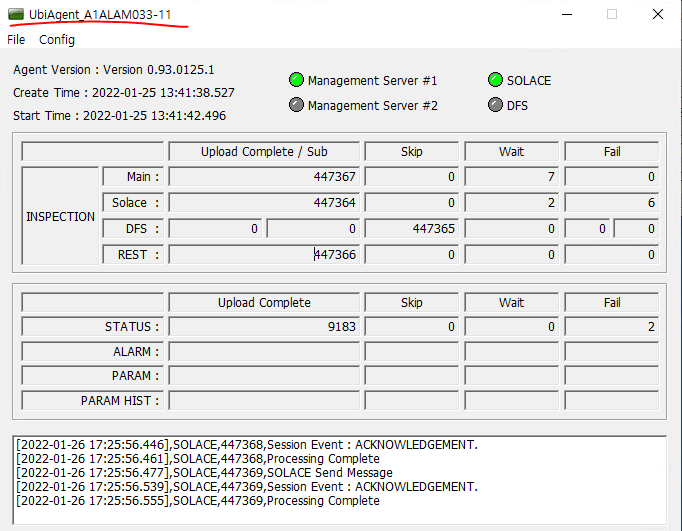 UbiAgent_A1ALAM033-11
File Config
Agent Version : Version 0.93.0125.1
Create Time : 2022-01-25 13:41:38.527
Start Time : 2022-01-25 13:41:42.496
Management Server #1 SOLACE
Management Server #2 DFS
Upload Complete / Sub Skip Wait Fail
INSPECTION
Main : 447367 0 7 0
Solace : 447364 0 2 6
DFS : 0 0 447365 0 0 0
REST : 447366 0 0 0
Upload Complete Skip Wait Fail
STATUS : 9183 0 0 2
ALARM :
PARAM :
PARAM HIST :
[2022-01-26 17:25:56.446],SOLACE,447368,Session Event : ACKNOWLEDGEMENT.
[2022-01-26 17:25:56.461],SOLACE,447368,Processing Complete
[2022-01-26 17:25:56.477],SOLACE,447369,SOLACE Send Message
[2022-01-26 17:25:56.539],SOLACE,447369,Session Event : ACKNOWLEDGEMENT.
[2022-01-26 17:25:56.555],SOLACE,447369,Processing Complete